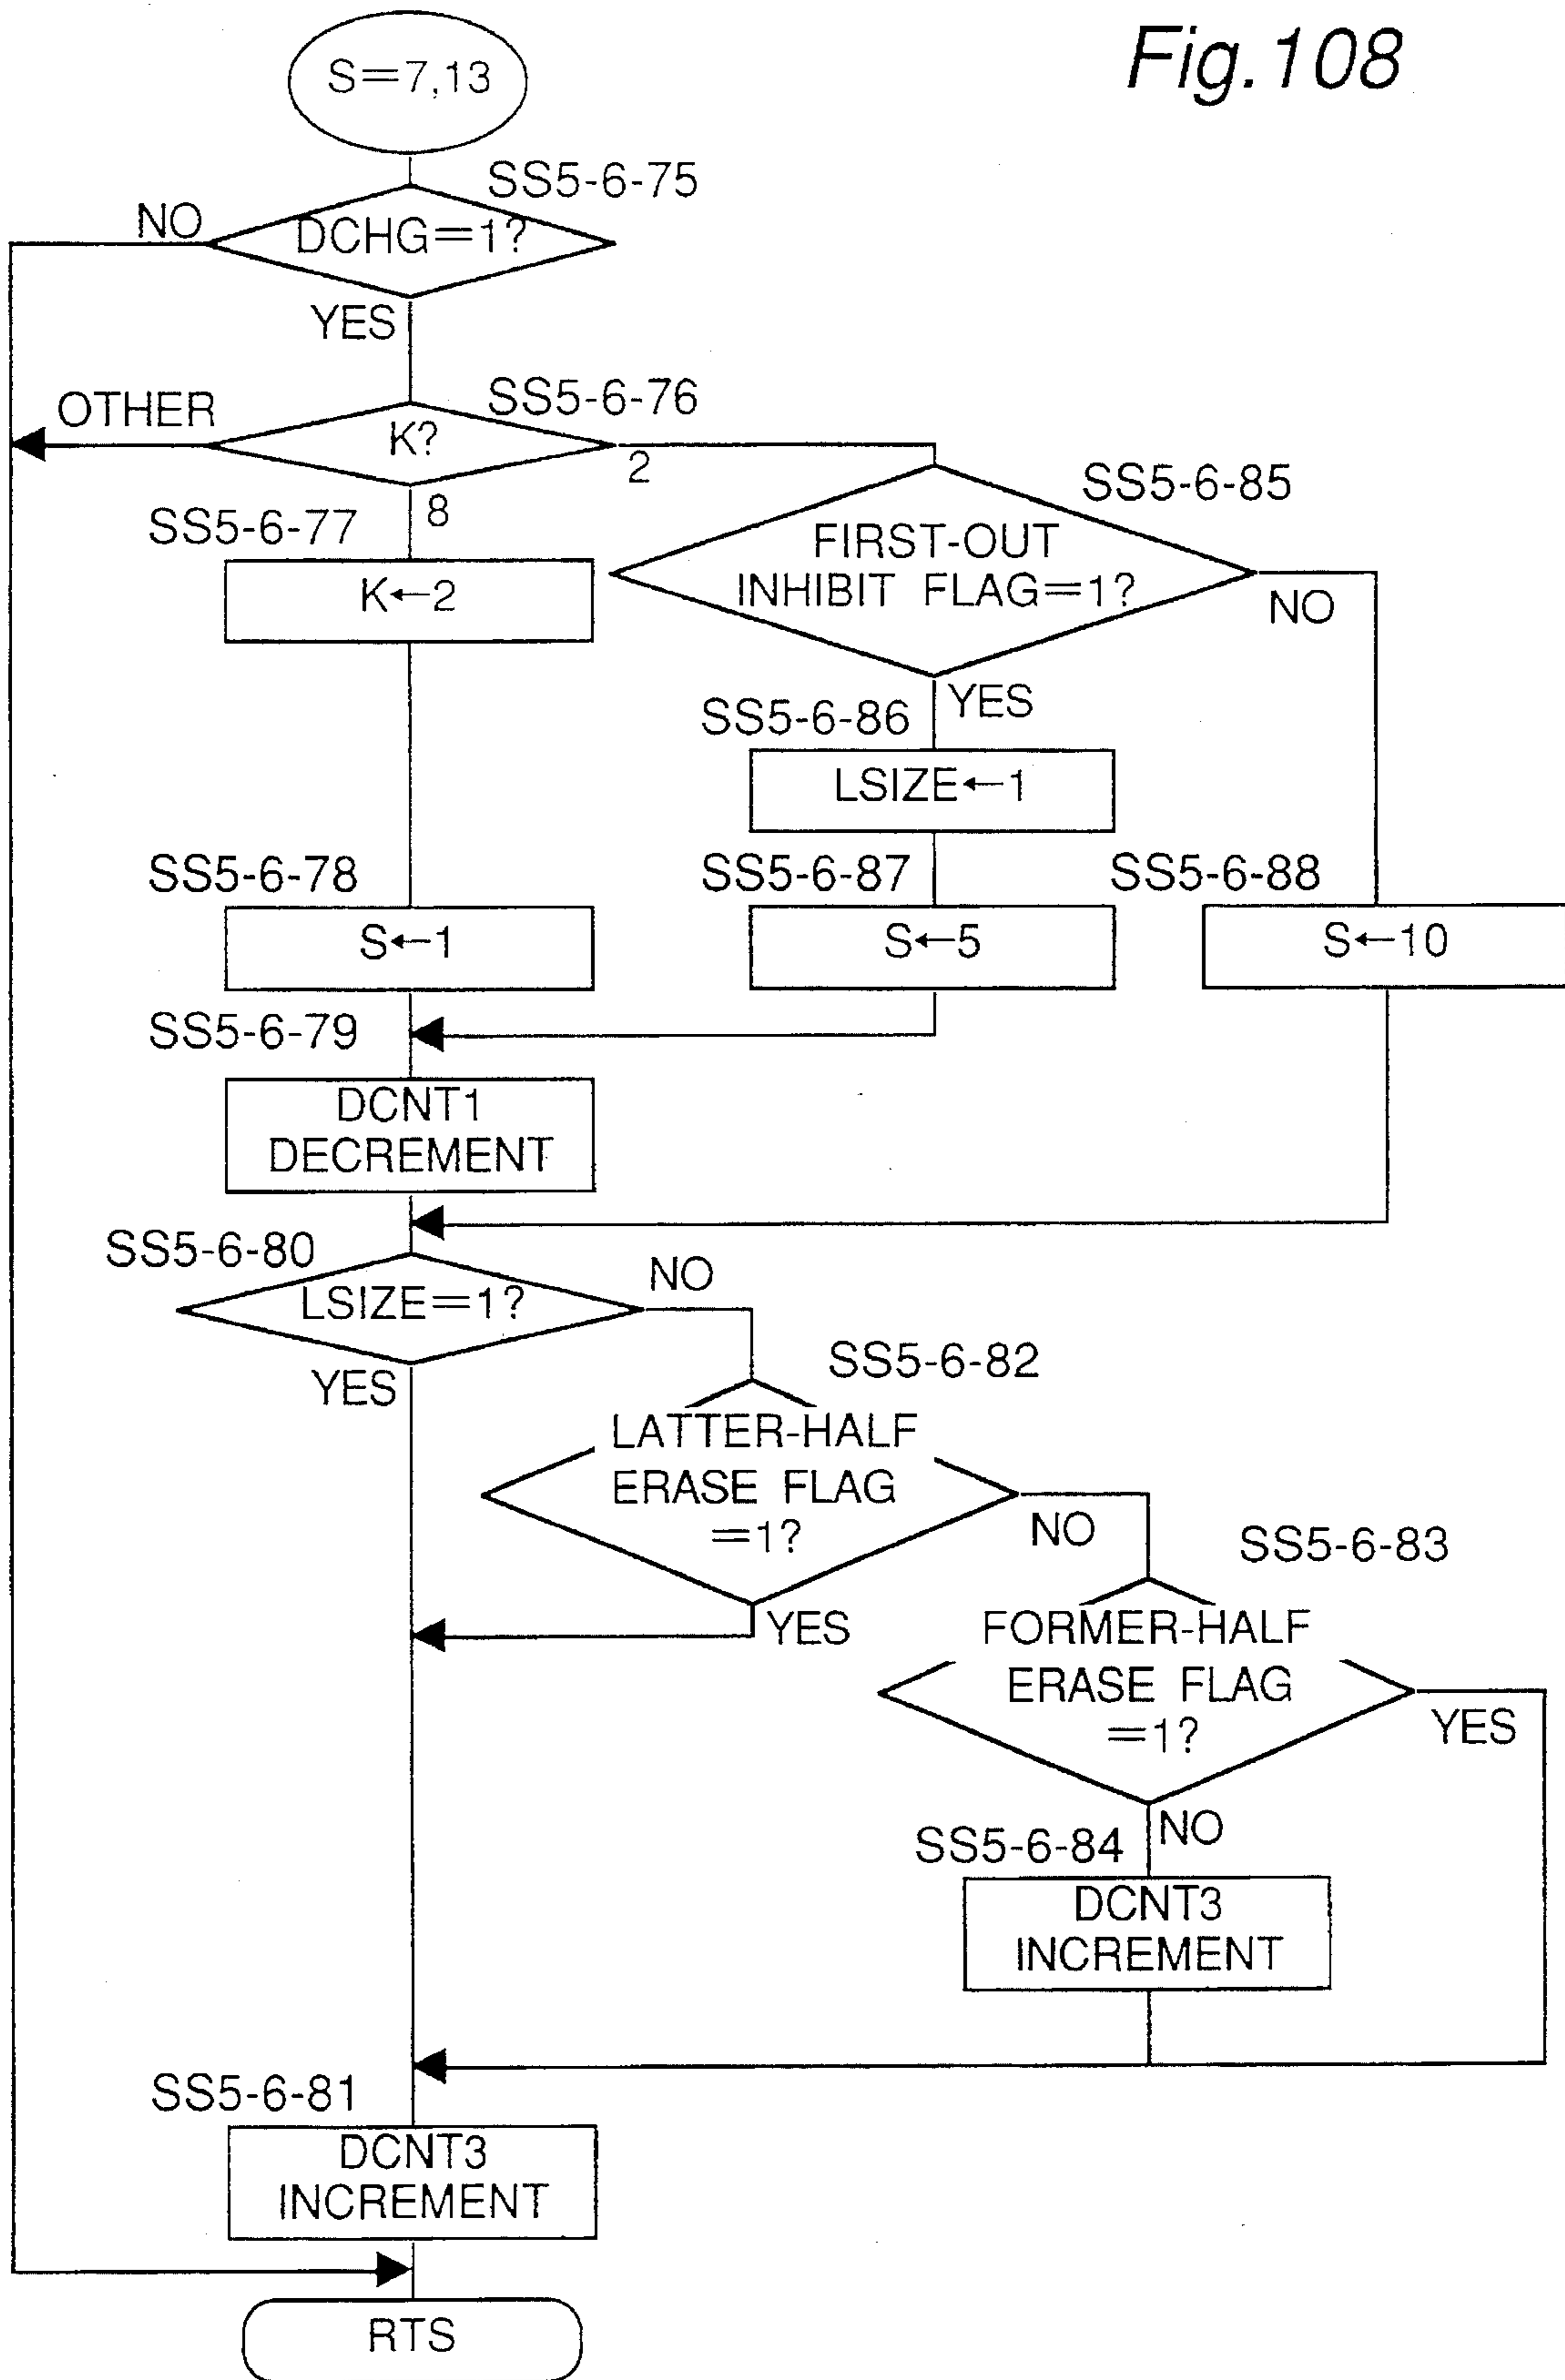 Fig.108
S=7,13
SS5-6-75
NO
DCHG=1?
YES
SS5-6-76
OTHER
K?
2
8
SS5-6-85
SS5-6-77
FIRST-OUT
INHIBIT FLAG=1?
K←2
NO
YES
SS5-6-86
LSIZE←1
SS5-6-78
SS5-6-87
SS5-6-88
S←1
S←5
S←10
SS5-6-79
DCNT1
DECREMENT
SS5-6-80
NO
LSIZE=1?
YES
SS5-6-82
LATTER-HALF
ERASE FLAG
=1?
NO
SS5-6-83
YES
FORMER-HALF
ERASE FLAG
=1?
YES
NO
SS5-6-84
DCNT3
INCREMENT
SS5-6-81
DCNT3
INCREMENT
RTS